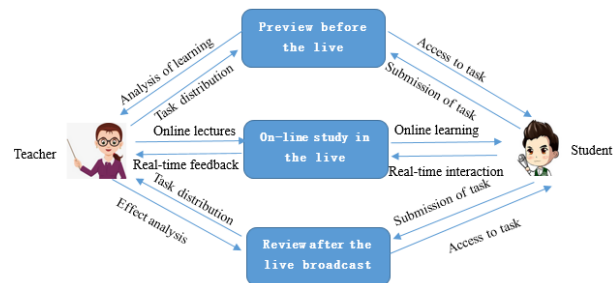 Preview before
the live
Analysis of learning
Task distribution
Access to task
Submission of task
Teacher
Online lectures
Real-time feedback
On-line study in
the live
Online learning
Real-time interaction
Student
Task distribution
Effect analysis
Review after the
live broadcast
Submission of task
Access to task